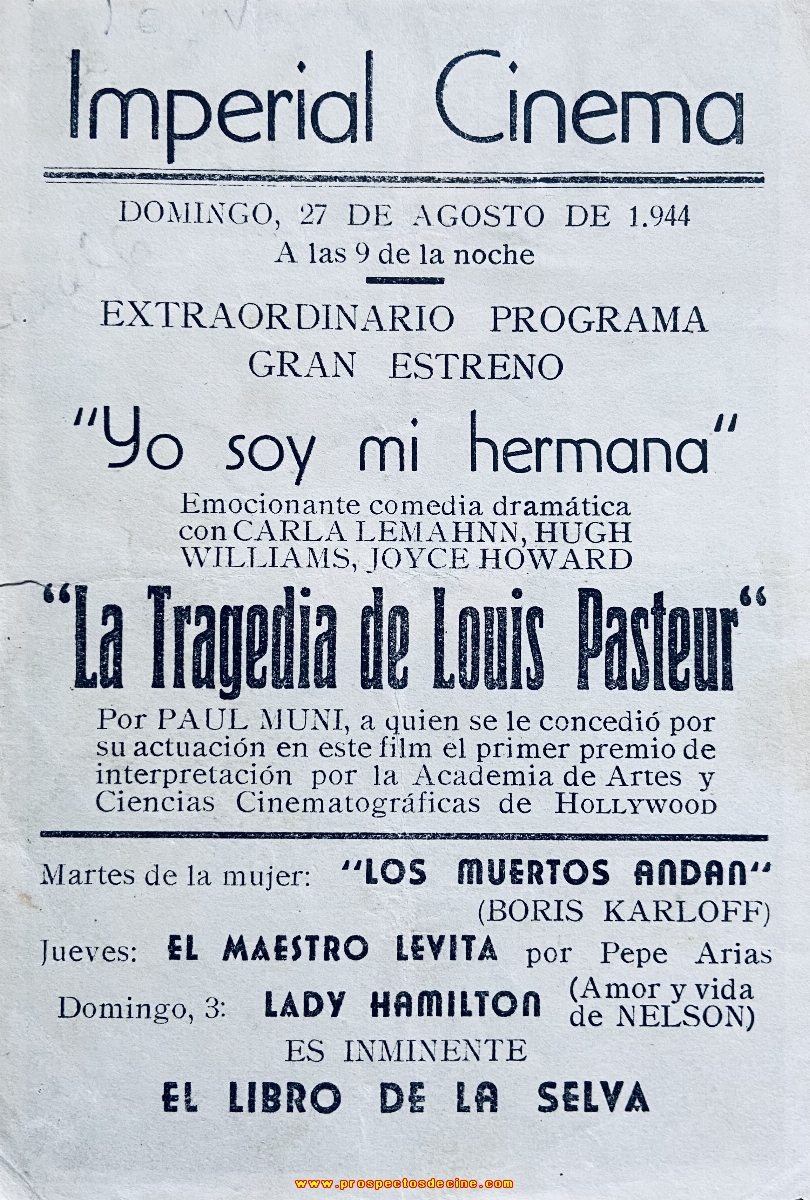 Imperial Cinema
DOMINGO, 27 DE AGOSTO DE 1.944
A las 9 de la noche
EXTRAORDINARIO PROGRAMA
GRAN ESTRENO
"Yo soy mi hermana"
Emocionante comedia dramática
con CARLA LEMAHNN, HUGH
WILLIAMS, JOYCE HOWARD
"La Tragedia de Louis Pasteur"
Por PAUL MUNI, a quien se le concedió por
su actuación en este film el primer premio de
interpretación por la Academia de Artes y
Ciencias Cinematográficas de HOLLYWOOD
Martes de la mujer: "LOS MUERTOS ANDAN"
(BORIS KARLOFF)
Jueves: EL MAESTRO LEVITA por Pepe Arias
Domingo, 3: LADY HAMILTON (Amor y vida
de NELSON)
ES INMINENTE
EL LIBRO DE LA SELVA
www.prospectosdecine.com